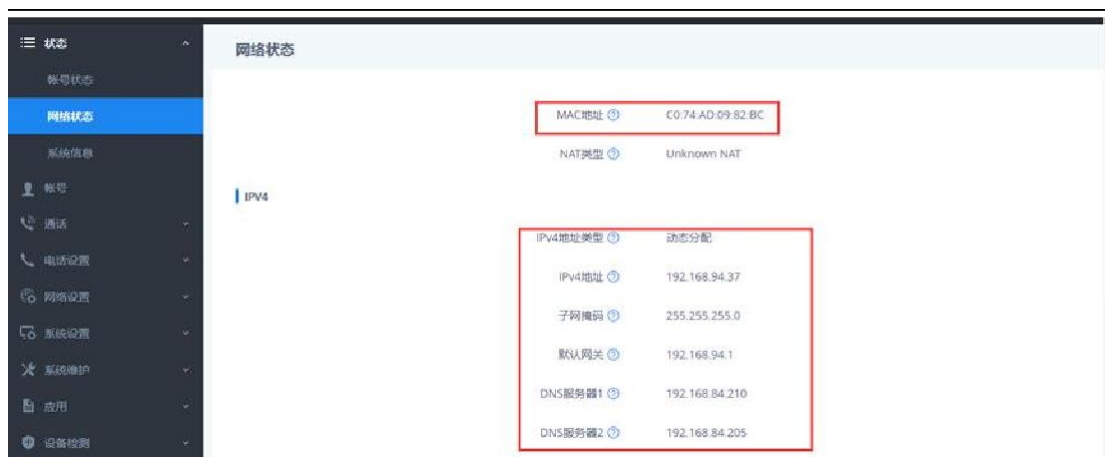 状态
网络状态
帐号状态
网络状态
系统信息
MAC地址 C0:74:AD:09:82:BC
NAT类型 Unknown NAT
帐号
IPV4
通话
IPv4地址类型 动态分配
电话设置
IPv4地址 192.168.94.37
网络设置
子网掩码 255.255.255.0
系统设置
默认网关 192.168.94.1
系统维护
DNS服务器1 192.168.84.210
应用
DNS服务器2 192.168.84.205
设备检测